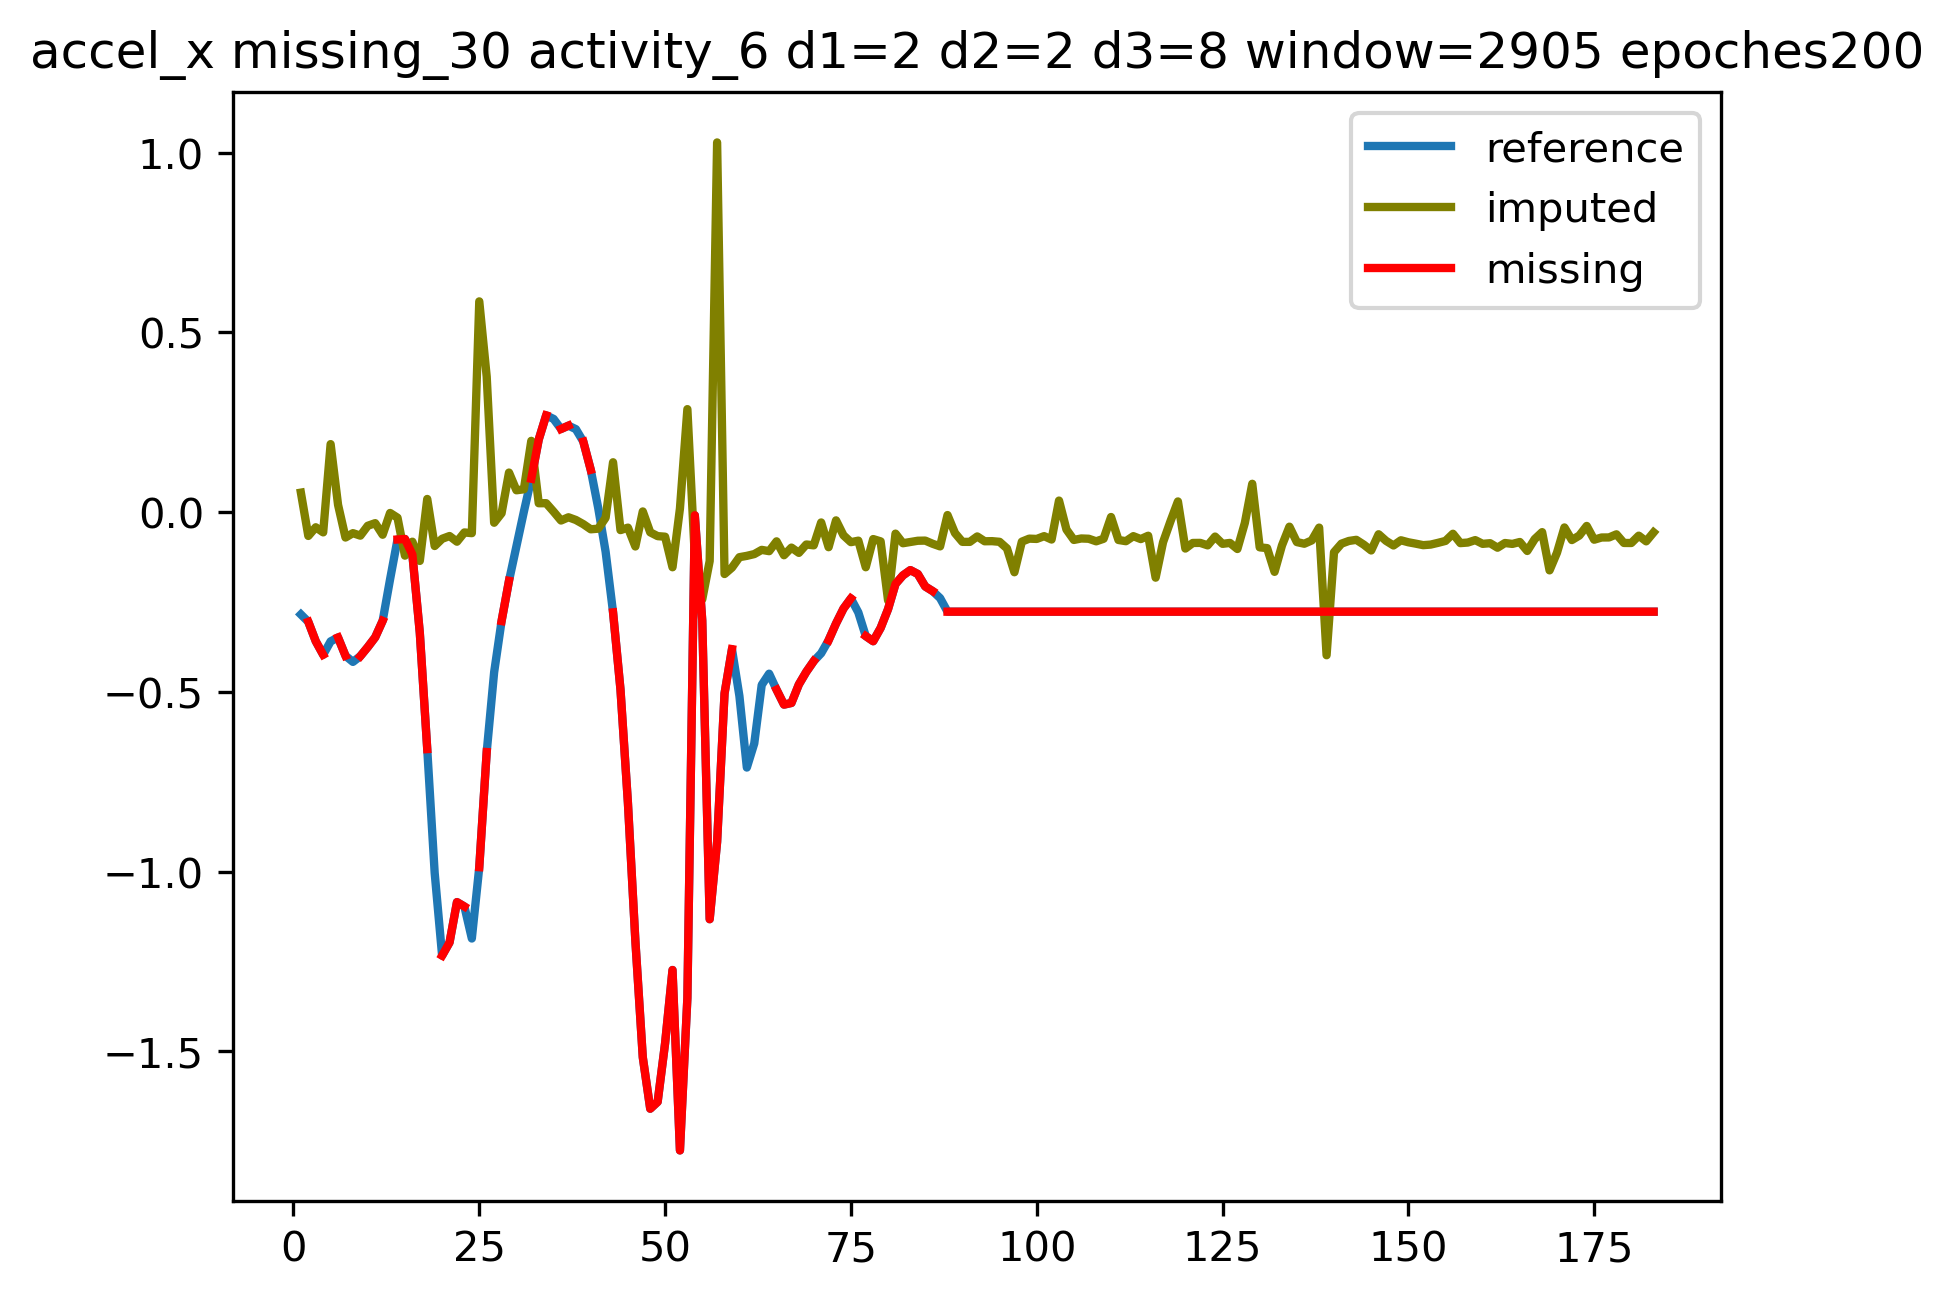 accel_x missing_30 activity_6 d1=2 d2=2 d3=8 window=2905 epoches200
reference
imputed
missing
1.0
0.5
0.0
−0.5
−1.0
−1.5
0 25 50 75 100 125 150 175